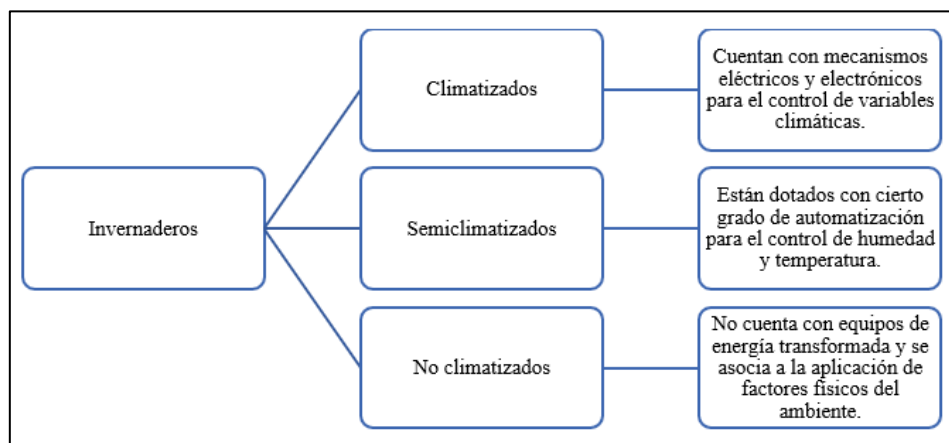 Invernaderos
Climatizados
Cuentan con mecanismos
eléctricos y electrónicos
para el control de variables
climáticas.
Semiclimatizados
Están dotados con cierto
grado de automatización
para el control de humedad
y temperatura.
No climatizados
No cuenta con equipos de
energía transformada y se
asocia a la aplicación de
factores físicos del
ambiente.